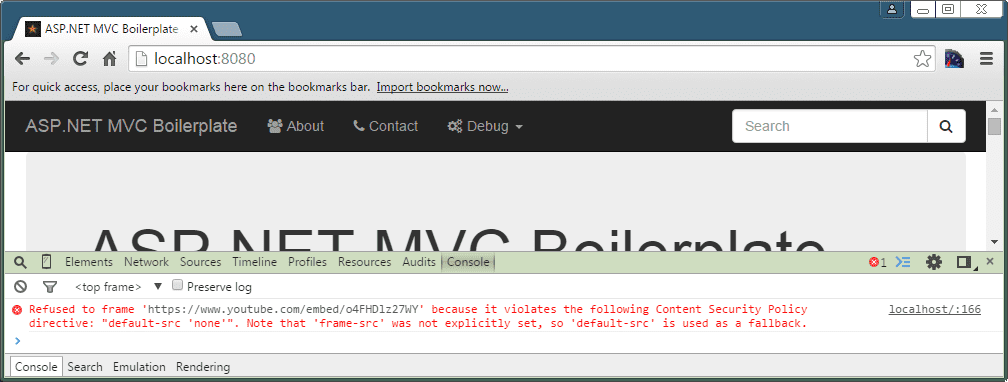 ASP.NET MVC Boilerplate
localhost:8080
For quick access, place your bookmarks here on the bookmarks bar. Import bookmarks now...
ASP.NET MVC Boilerplate About Contact Debug Search
ASP.NET MVC Boilerplate
Elements Network Sources Timeline Profiles Resources Audits Console 1
<top frame> Preserve log
Refused to frame 'https://www.youtube.com/embed/o4FHDlz27WY' because it violates the following Content Security Policy localhost/:166
directive: "default-src 'none'". Note that 'frame-src' was not explicitly set, so 'default-src' is used as a fallback.
Console Search Emulation Rendering